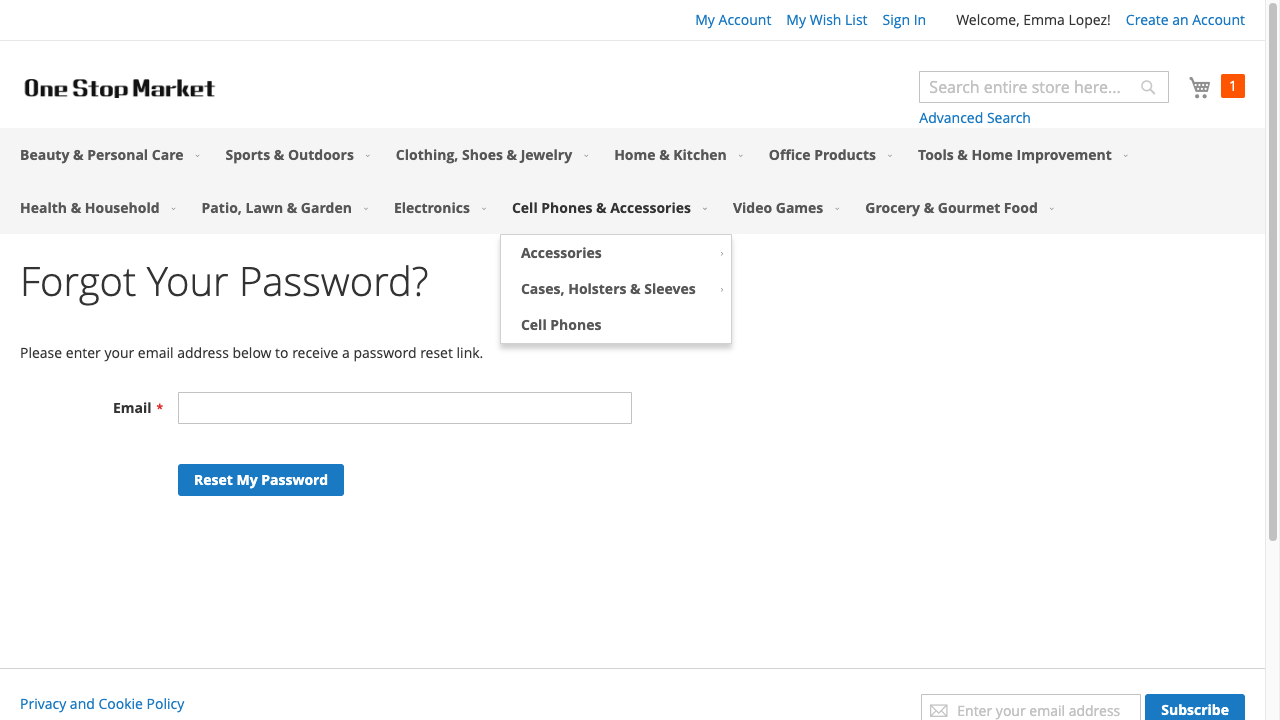 My Account My Wish List Sign In Welcome, Emma Lopez! Create an Account
One Stop Market
Search entire store here...
1
Advanced Search
Beauty & Personal Care Sports & Outdoors Clothing, Shoes & Jewelry Home & Kitchen Office Products Tools & Home Improvement
Health & Household Patio, Lawn & Garden Electronics Cell Phones & Accessories Video Games Grocery & Gourmet Food
Accessories
Cases, Holsters & Sleeves
Cell Phones
Forgot Your Password?
Please enter your email address below to receive a password reset link.
Email *
Reset My Password
Privacy and Cookie Policy
Enter your email address
Subscribe